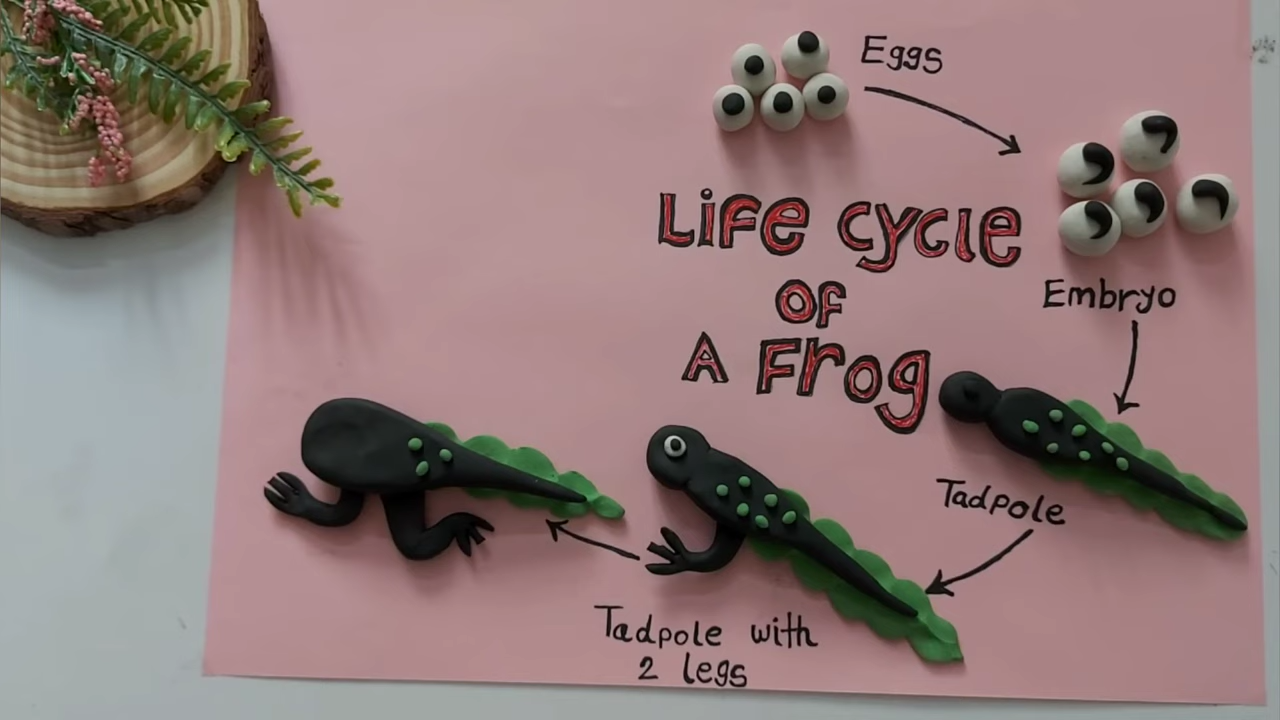 Eggs
Life cycle
of
A Frog
Embryo
Tadpole
Tadpole with
2 legs